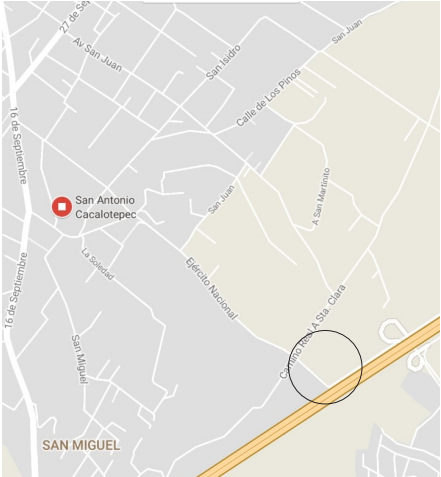 27 de Sep
San Juan
Av San Juan
San Isidro
Calle de Los Pinos
16 de Septiembre
San Antonio
Cacalotepec
San Juan
A San Martinito
La Soledad
Ejército Nacional
16 de Septiembre
Camino Real A Sta. Clara
San Miguel
SAN MIGUEL